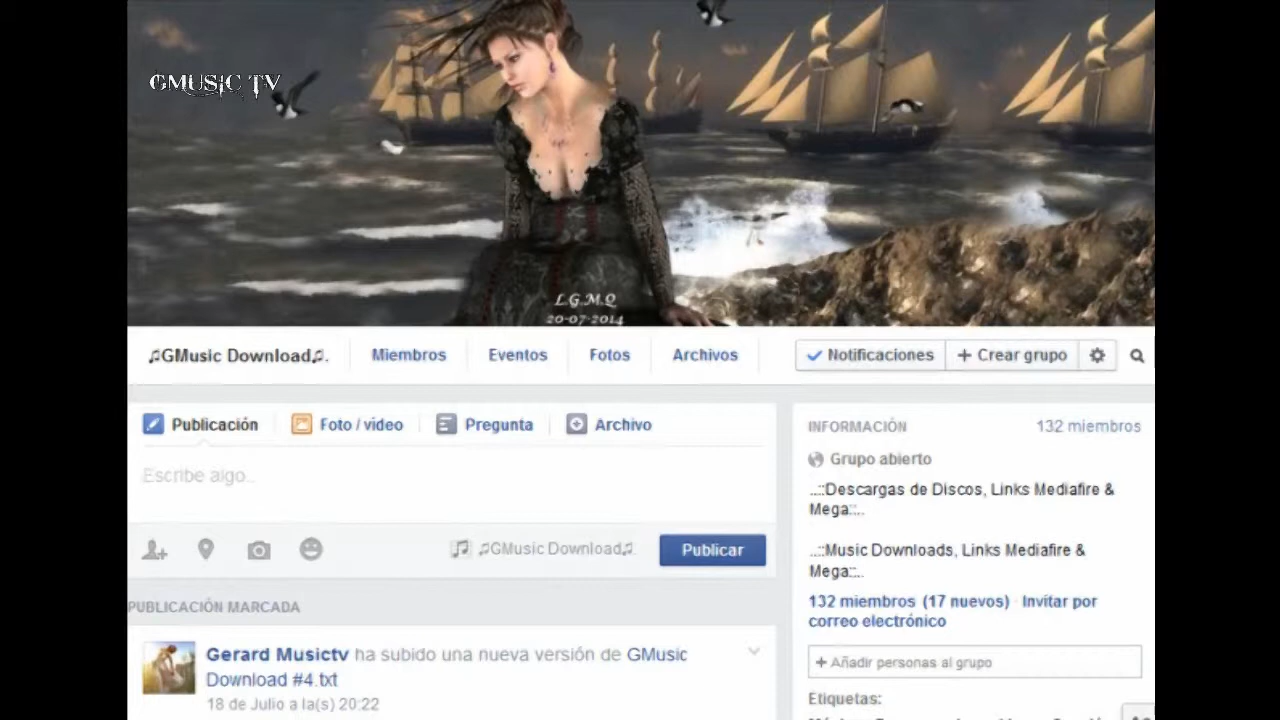 GMUSIC TV
L.G.M.Q
20-07-2014
♫GMusic Download♫.
Miembros
Eventos
Fotos
Archivos
Notificaciones
Crear grupo
Publicación
Foto / vídeo
Pregunta
Archivo
Escribe algo...
♫GMusic Download♫.
Publicar
PUBLICACIÓN MARCADA
Gerard Musictv ha subido una nueva versión de GMusic
Download #4.txt
18 de Julio a la(s) 20:22
INFORMACIÓN
132 miembros
Grupo abierto
..::Descargas de Discos, Links Mediafire &
Mega::..
..::Music Downloads, Links Mediafire &
Mega::..
132 miembros (17 nuevos) · Invitar por
correo electrónico
+ Añadir personas al grupo
Etiquetas: